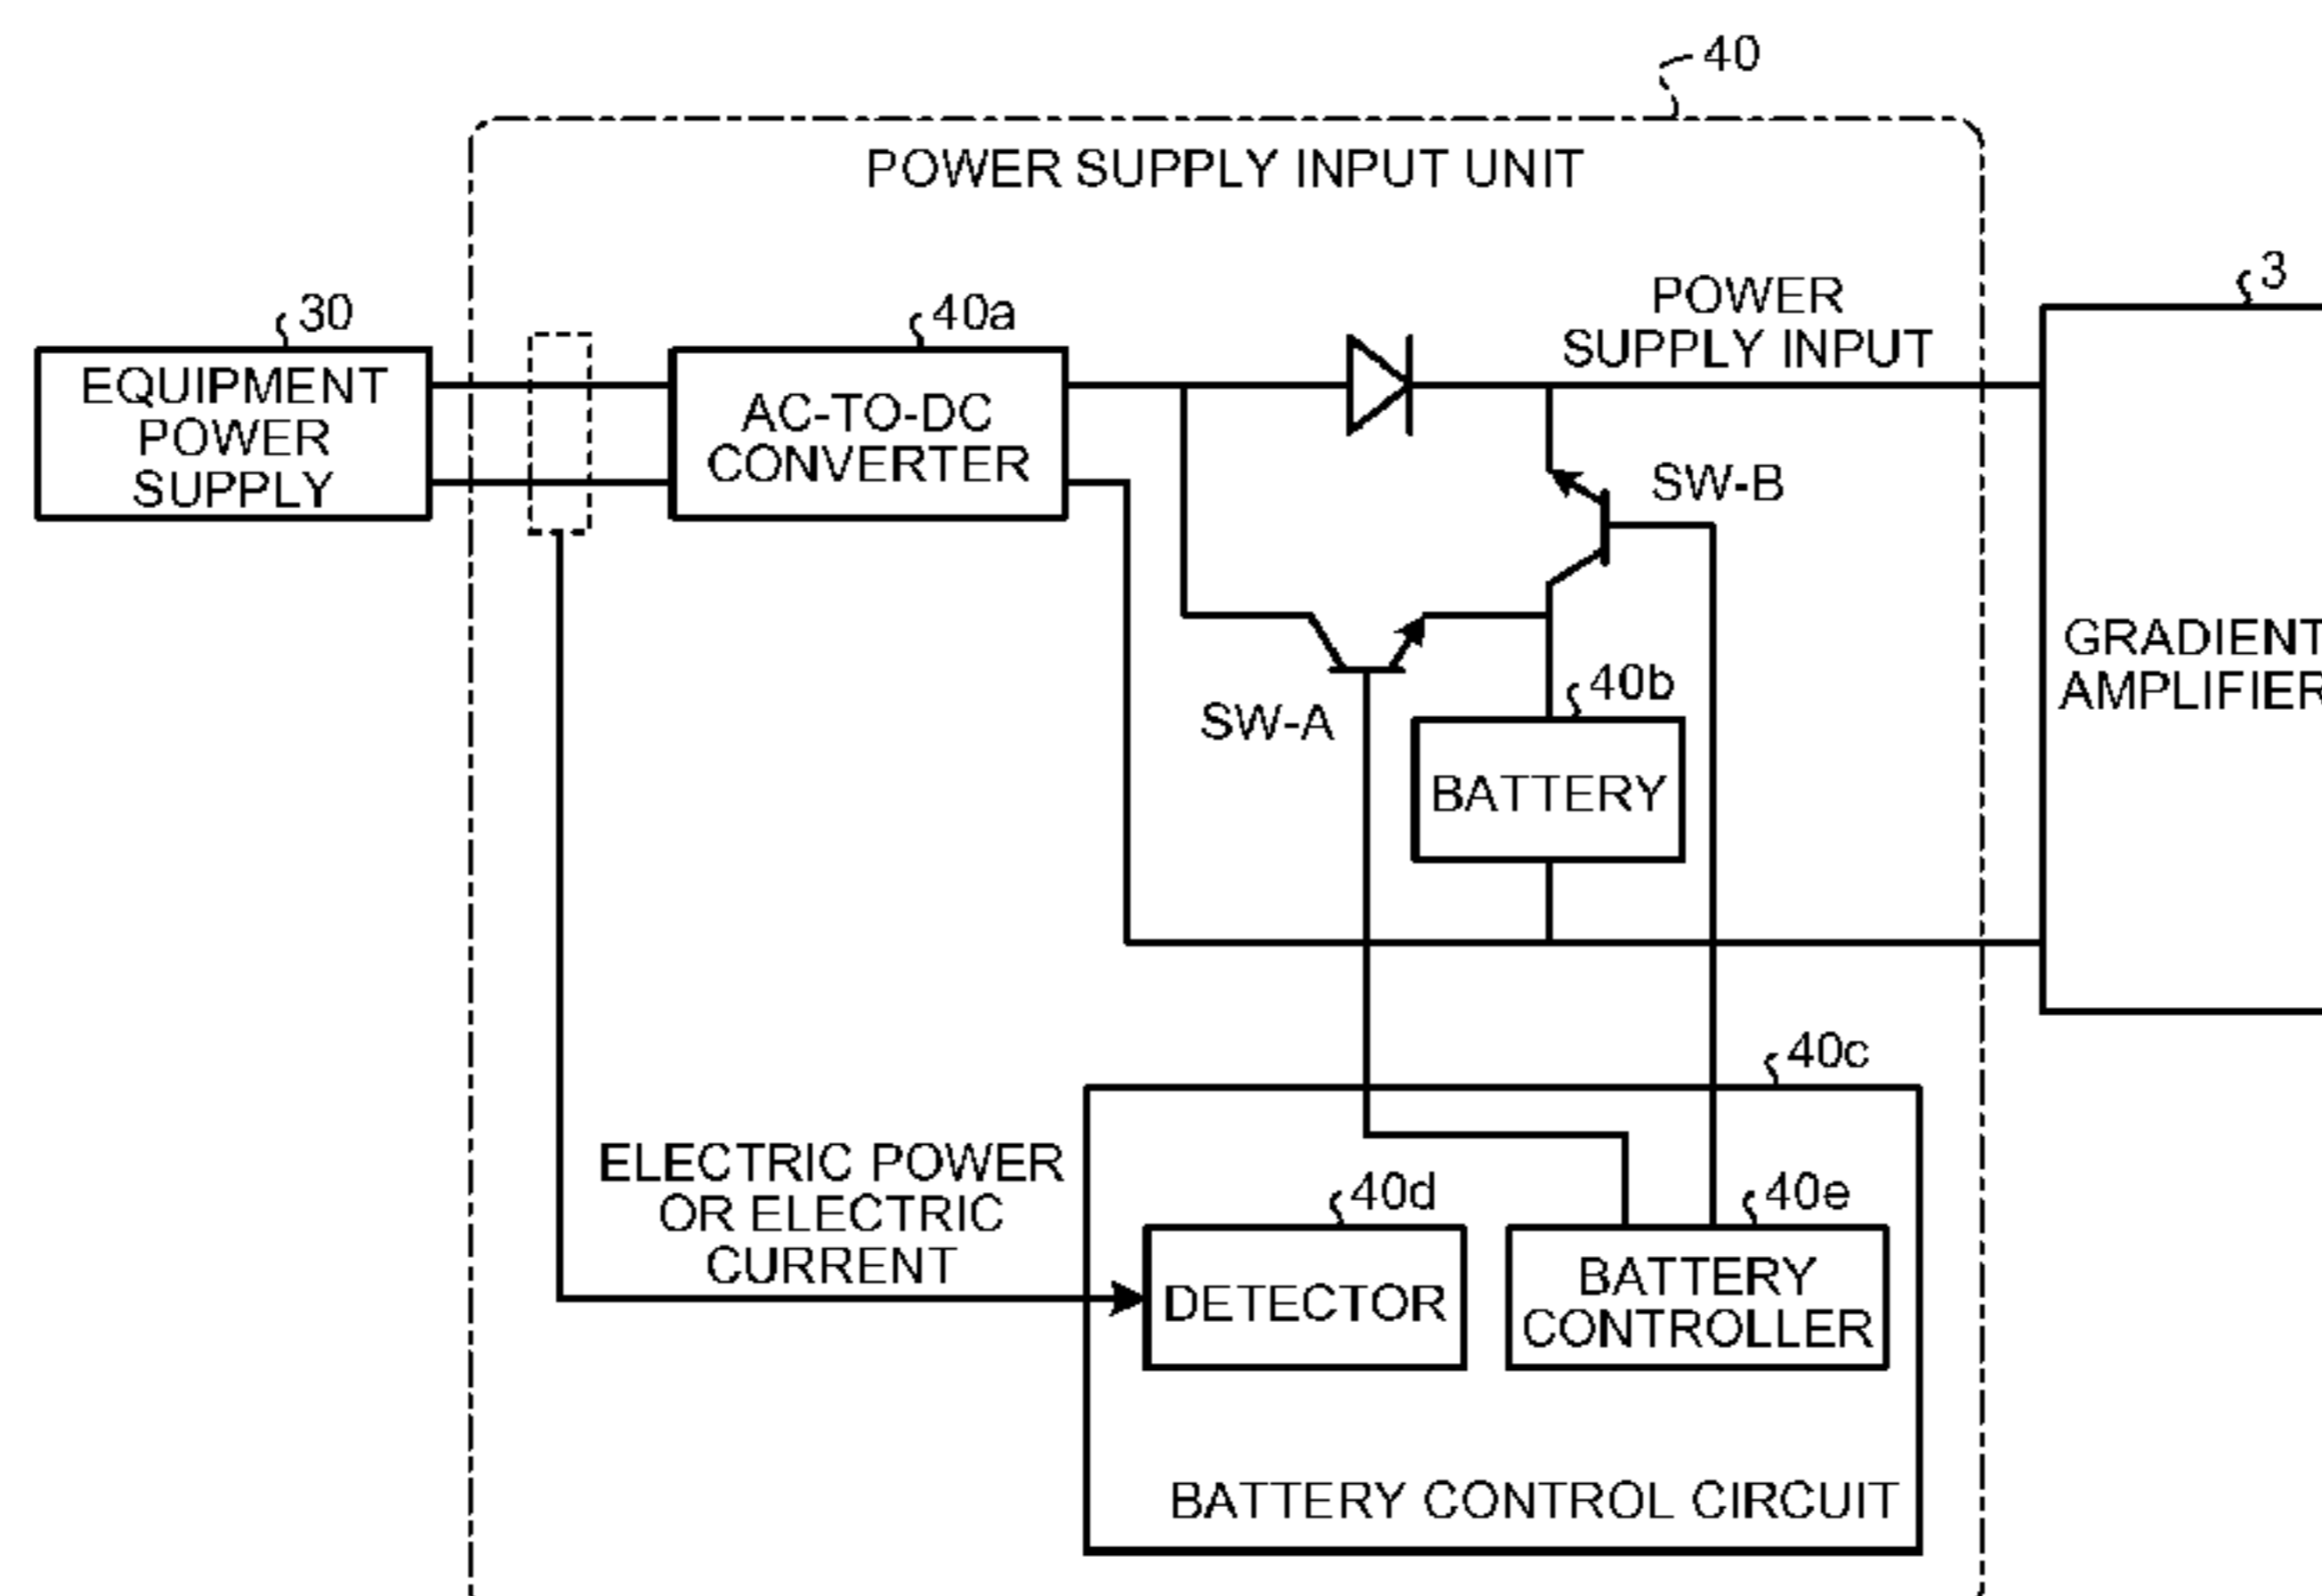 40
POWER SUPPLY INPUT UNIT
30
EQUIPMENT
POWER
SUPPLY
40a
AC-TO-DC
CONVERTER
POWER
SUPPLY INPUT
3
GRADIENT
AMPLIFIER
SW-B
SW-A
40b
BATTERY
ELECTRIC POWER
OR ELECTRIC
CURRENT
40c
40d
DETECTOR
40e
BATTERY
CONTROLLER
BATTERY CONTROL CIRCUIT